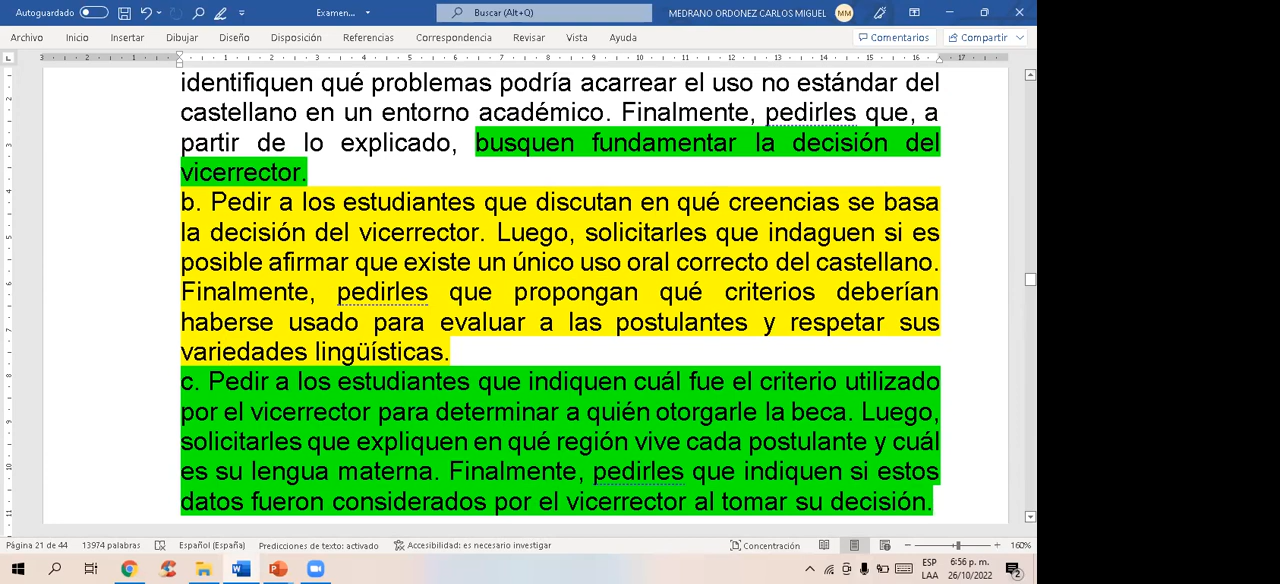 Autoguardado
Examen...
Buscar (Alt+Q)
MEDRANO ORDONEZ CARLOS MIGUEL
MM
Archivo Inicio Insertar Dibujar Diseño Disposición Referencias Correspondencia Revisar Vista Ayuda
Comentarios Compartir
identifiquen qué problemas podría acarrear el uso no estándar del
castellano en un entorno académico. Finalmente, pedirles que, a
partir de lo explicado, busquen fundamentar la decisión del
vicerrector.
b. Pedir a los estudiantes que discutan en qué creencias se basa
la decisión del vicerrector. Luego, solicitarles que indaguen si es
posible afirmar que existe un único uso oral correcto del castellano.
Finalmente, pedirles que propongan qué criterios deberían
haberse usado para evaluar a las postulantes y respetar sus
variedades lingüísticas.
c. Pedir a los estudiantes que indiquen cuál fue el criterio utilizado
por el vicerrector para determinar a quién otorgarle la beca. Luego,
solicitarles que expliquen en qué región vive cada postulante y cuál
es su lengua materna. Finalmente, pedirles que indiquen si estos
datos fueron considerados por el vicerrector al tomar su decisión.
Página 21 de 44 13974 palabras Español (España) Predicciones de texto: activado Accesibilidad: es necesario investigar Concentración 160%
ESP 6:56 p. m.
LAA 26/10/2022
2